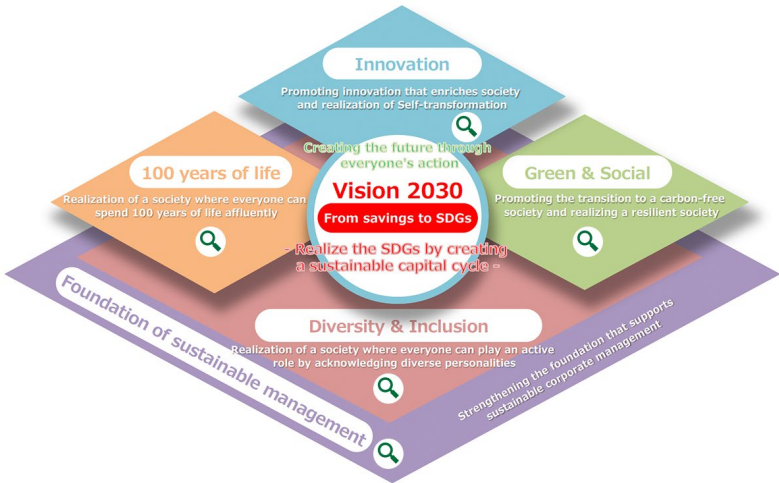 Innovation
Promoting innovation that enriches society
and realization of Self-transformation
Creating the future through
everyone's action
Vision 2030
From savings to SDGs
- Realize the SDGs by creating
a sustainable capital cycle -
100 years of life
Realization of a society where everyone can
spend 100 years of life affluently
Green & Social
Promoting the transition to a carbon-free
society and realizing a resilient society
Diversity & Inclusion
Realization of a society where everyone can play an active
role by acknowledging diverse personalities
Foundation of sustainable management
Strengthening the foundation that supports
sustainable corporate management